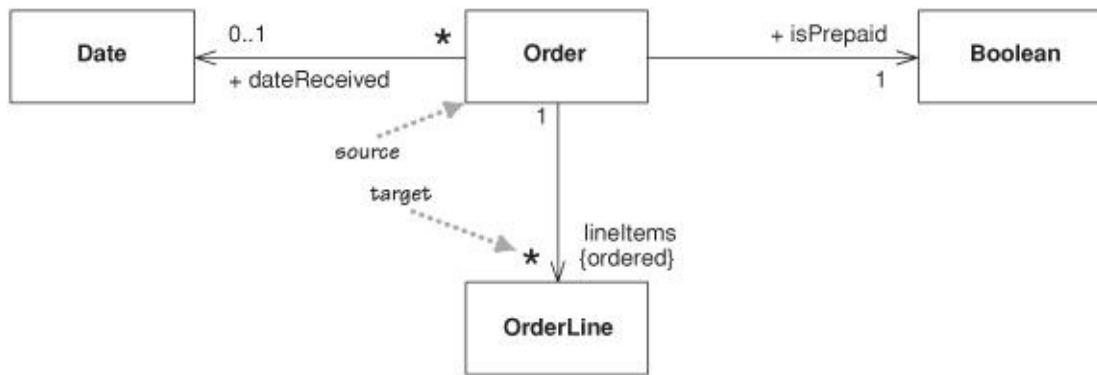 Date
0..1
*
+ dateReceived
Order
+ isPrepaid
1
Boolean
1
source
target
lineItems
{ordered}
*
OrderLine